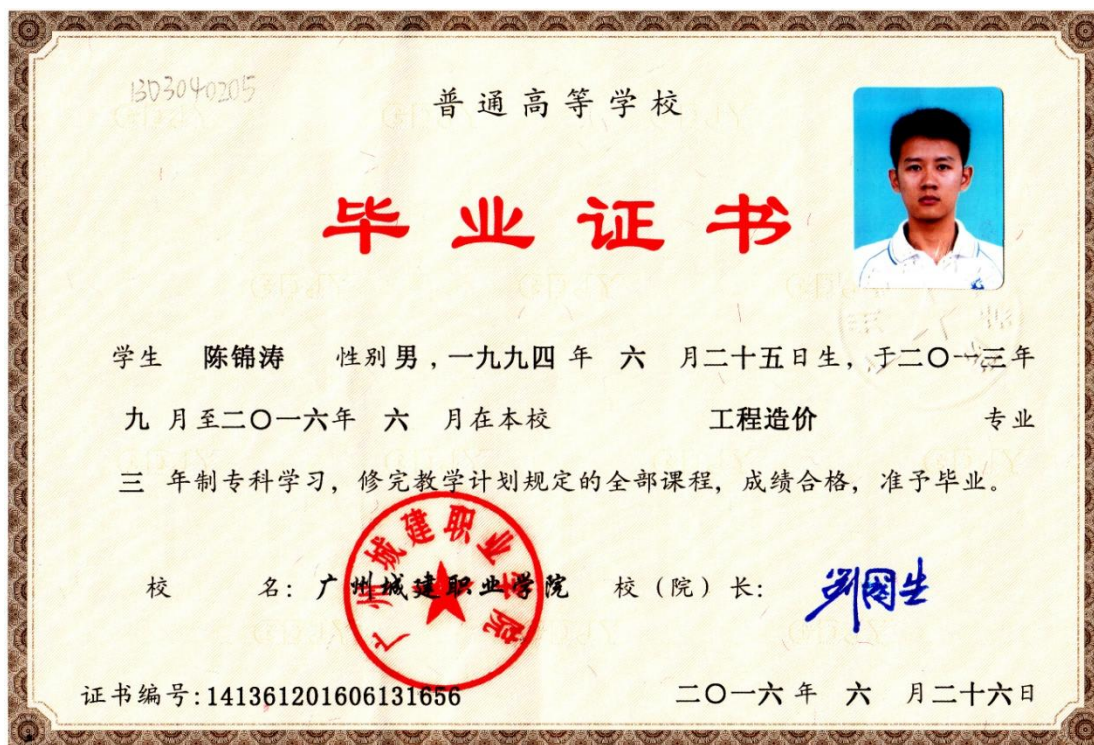 1303040205
普通高等学校
毕业证书
学生 陈锦涛 性别 男，一九九四 年 六 月二十五日生，于二〇一三年
九 月至二〇一六年 六 月在本校 工程造价 专业
三 年制专科学习，修完教学计划规定的全部课程，成绩合格，准予毕业。
校 名：广州城建职业学院 校（院）长：刘国生
广州城建职业学院
证书编号：141361201606131656 二〇一六 年 六 月二十六日